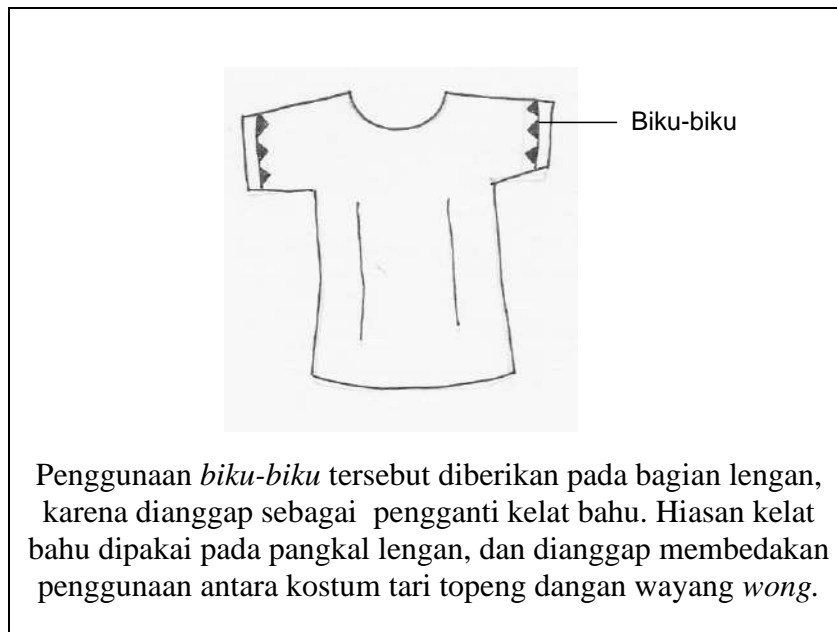 Biku-biku
Penggunaan biku-biku tersebut diberikan pada bagian lengan,
karena dianggap sebagai pengganti kelat bahu. Hiasan kelat
bahu dipakai pada pangkal lengan, dan dianggap membedakan
penggunaan antara kostum tari topeng dangan wayang wong.